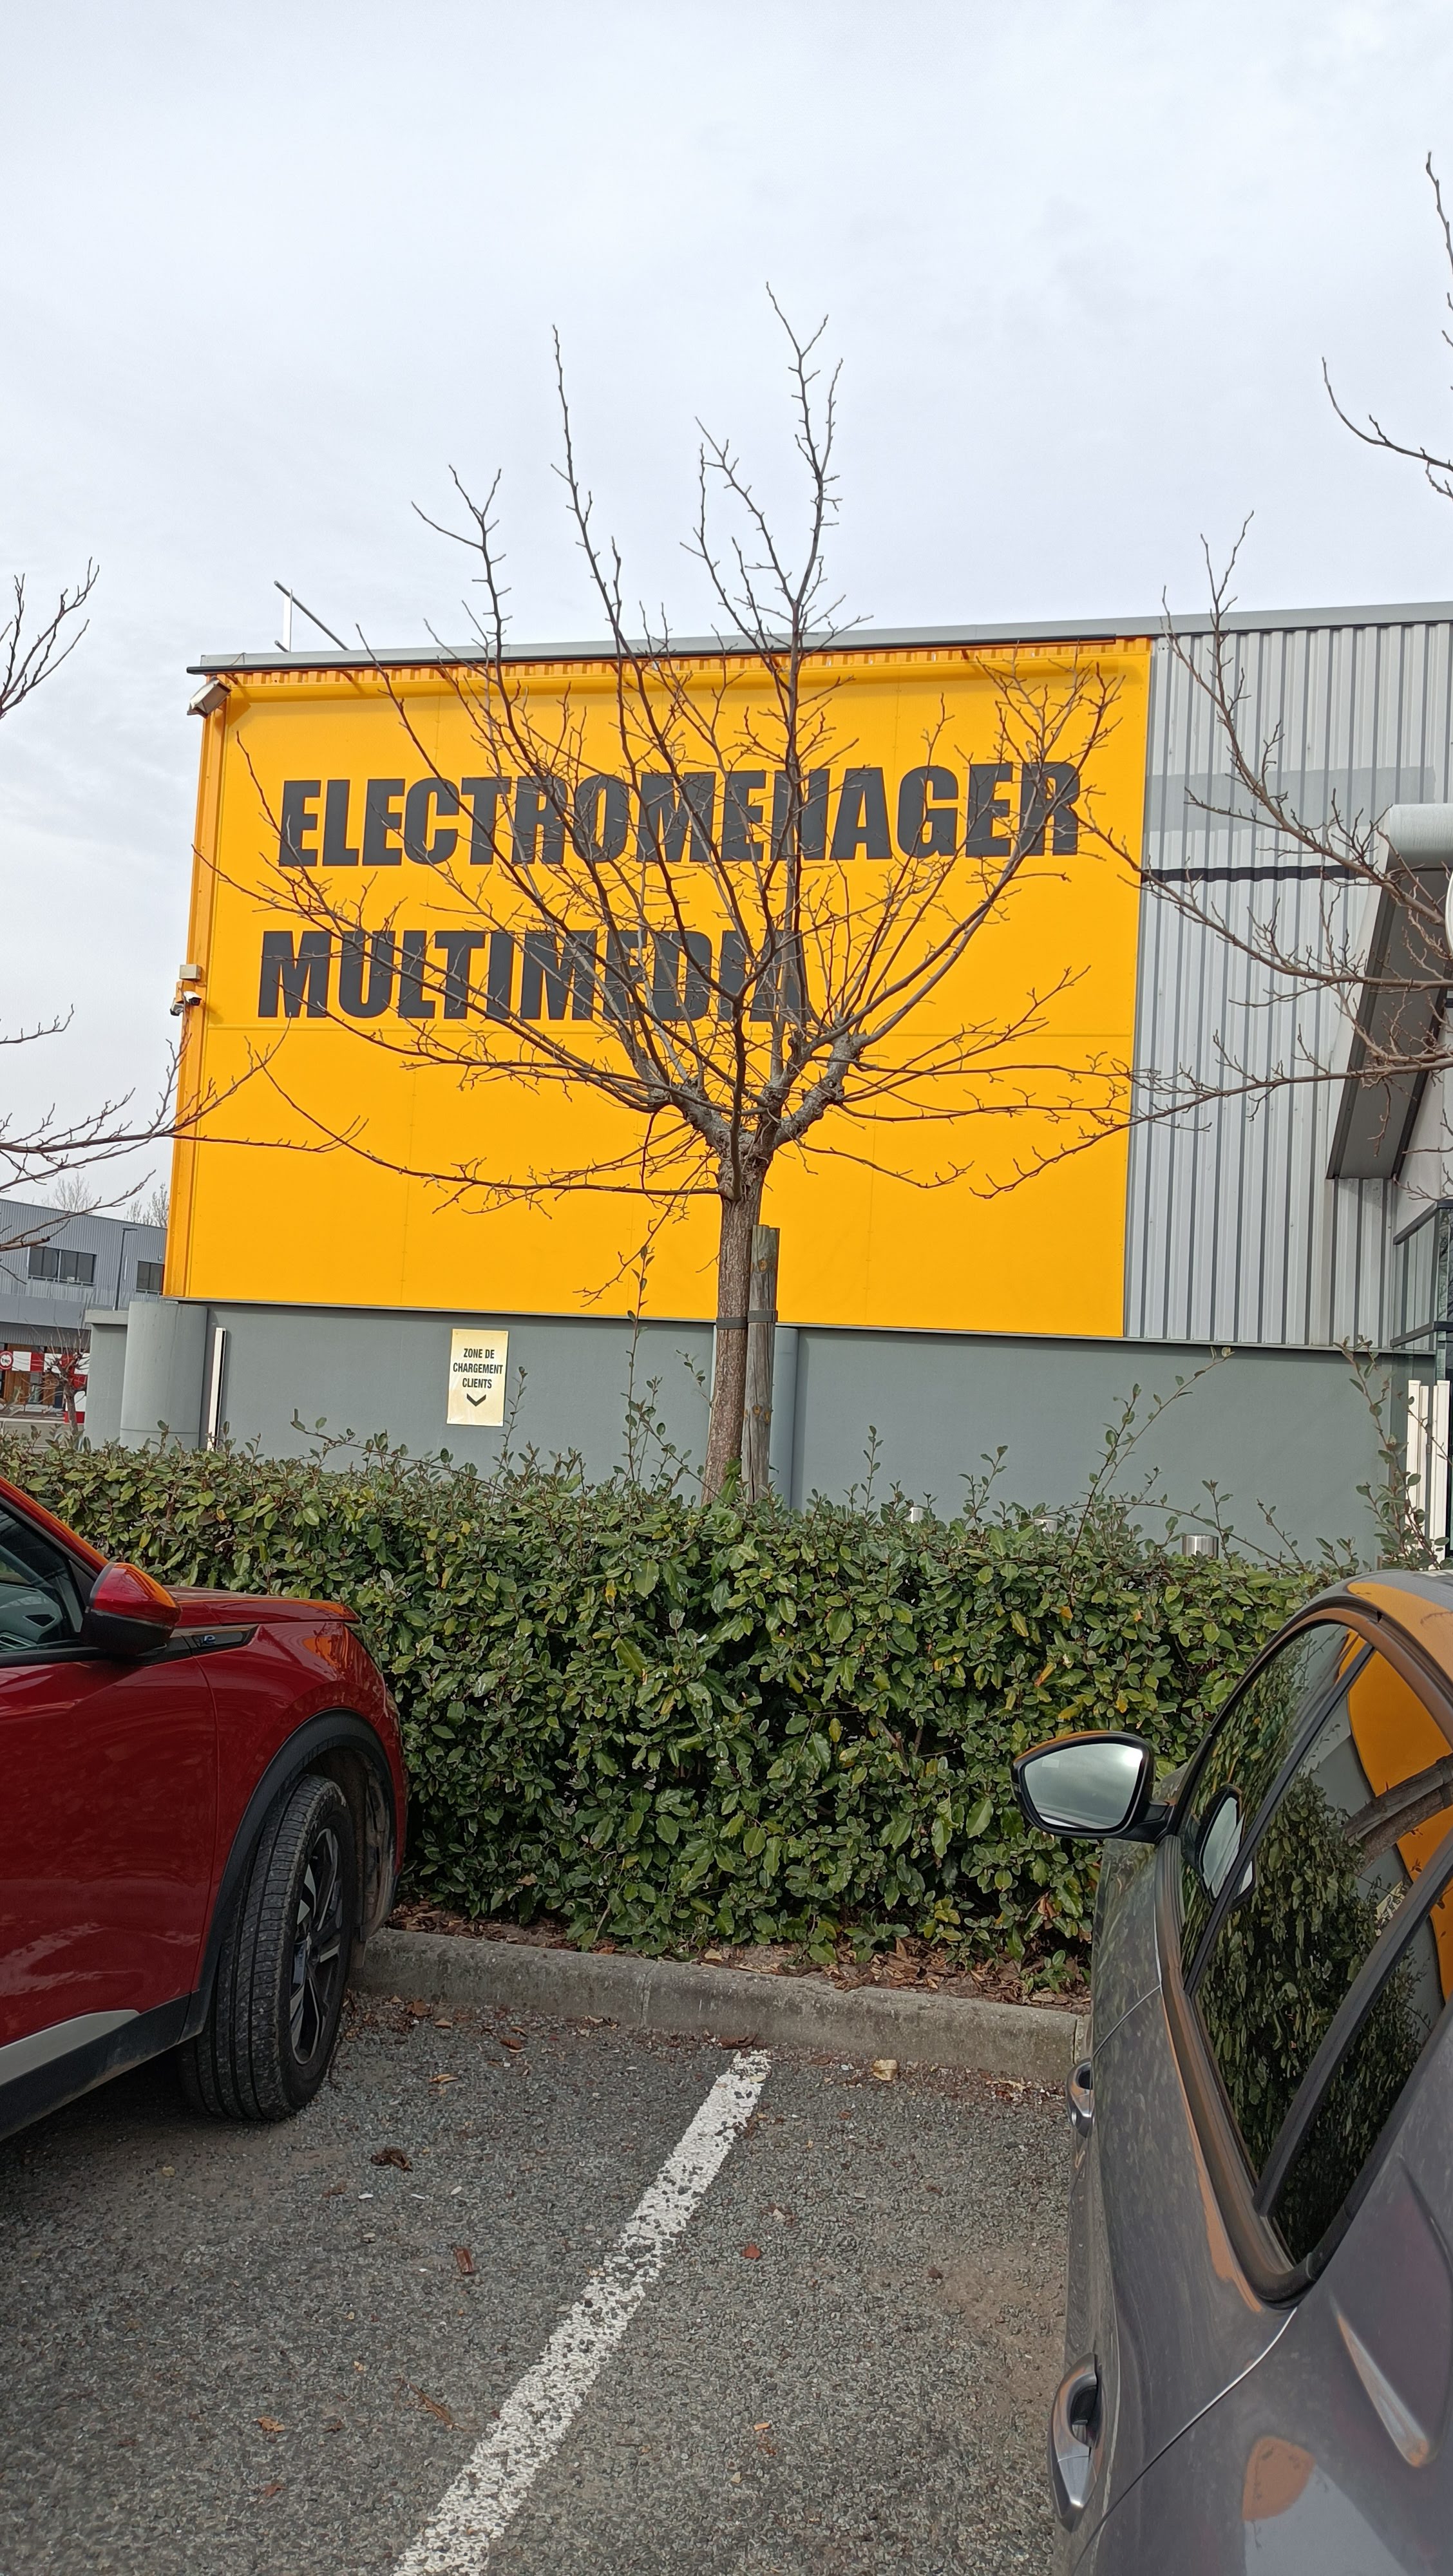 ELECTROMENAGER
MULTIMEDIA
ZONE DE
CHARGEMENT
CLIENTS